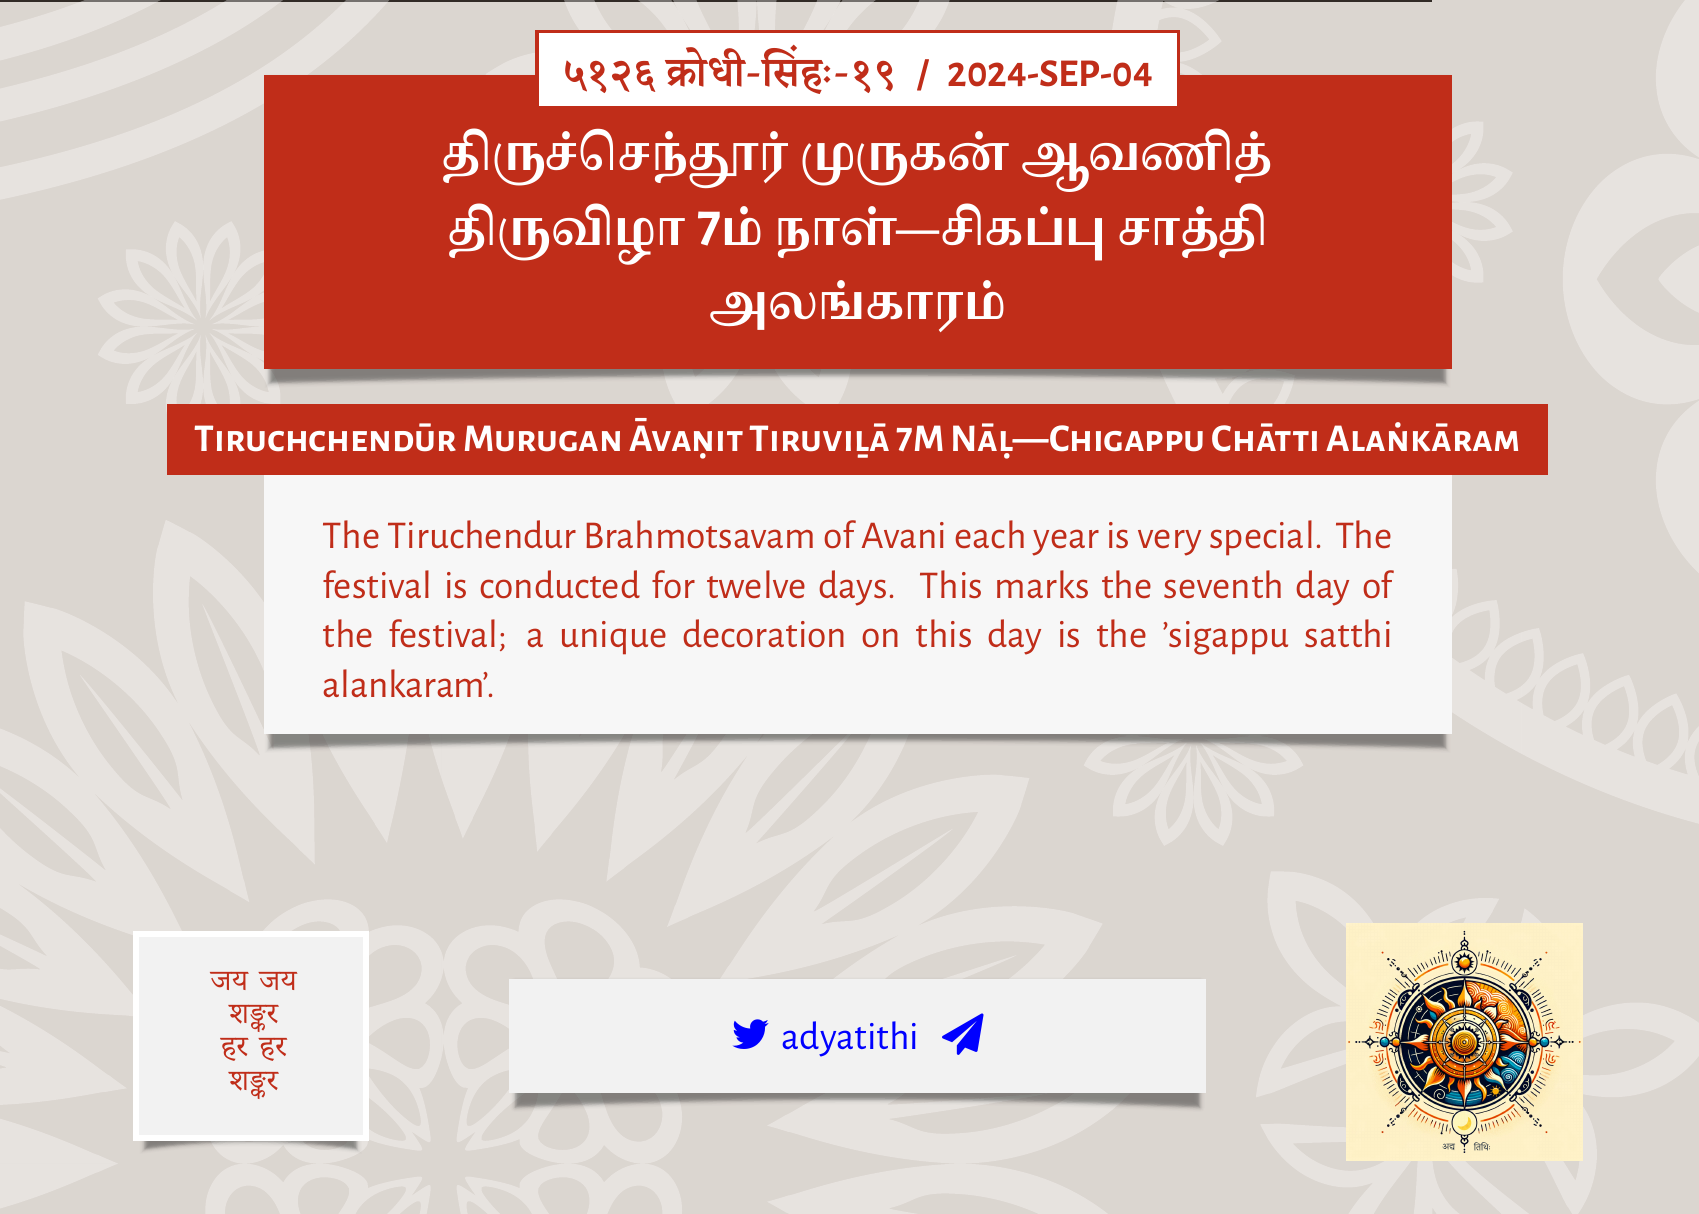 ५१२६ क्रोधी-सिंहः-१९ / 2024-SEP-04
திருச்செந்தூர் முருகன் ஆவணித்
திருவிழா 7ம் நாள்—சிகப்பு சாத்தி
அலங்காரம்
Tiruchchendūr Murugan Āvaṇit Tiruviḻā 7m Nāḷ—Chigappu Chātti Alaṅkāram
The Tiruchendur Brahmotsavam of Avani each year is very special. The
festival is conducted for twelve days. This marks the seventh day of
the festival; a unique decoration on this day is the ’sigappu satthi
alankaram’.
जय जय
शङ्कर
हर हर
शङ्कर
adyatithi
अद्य तिथिः